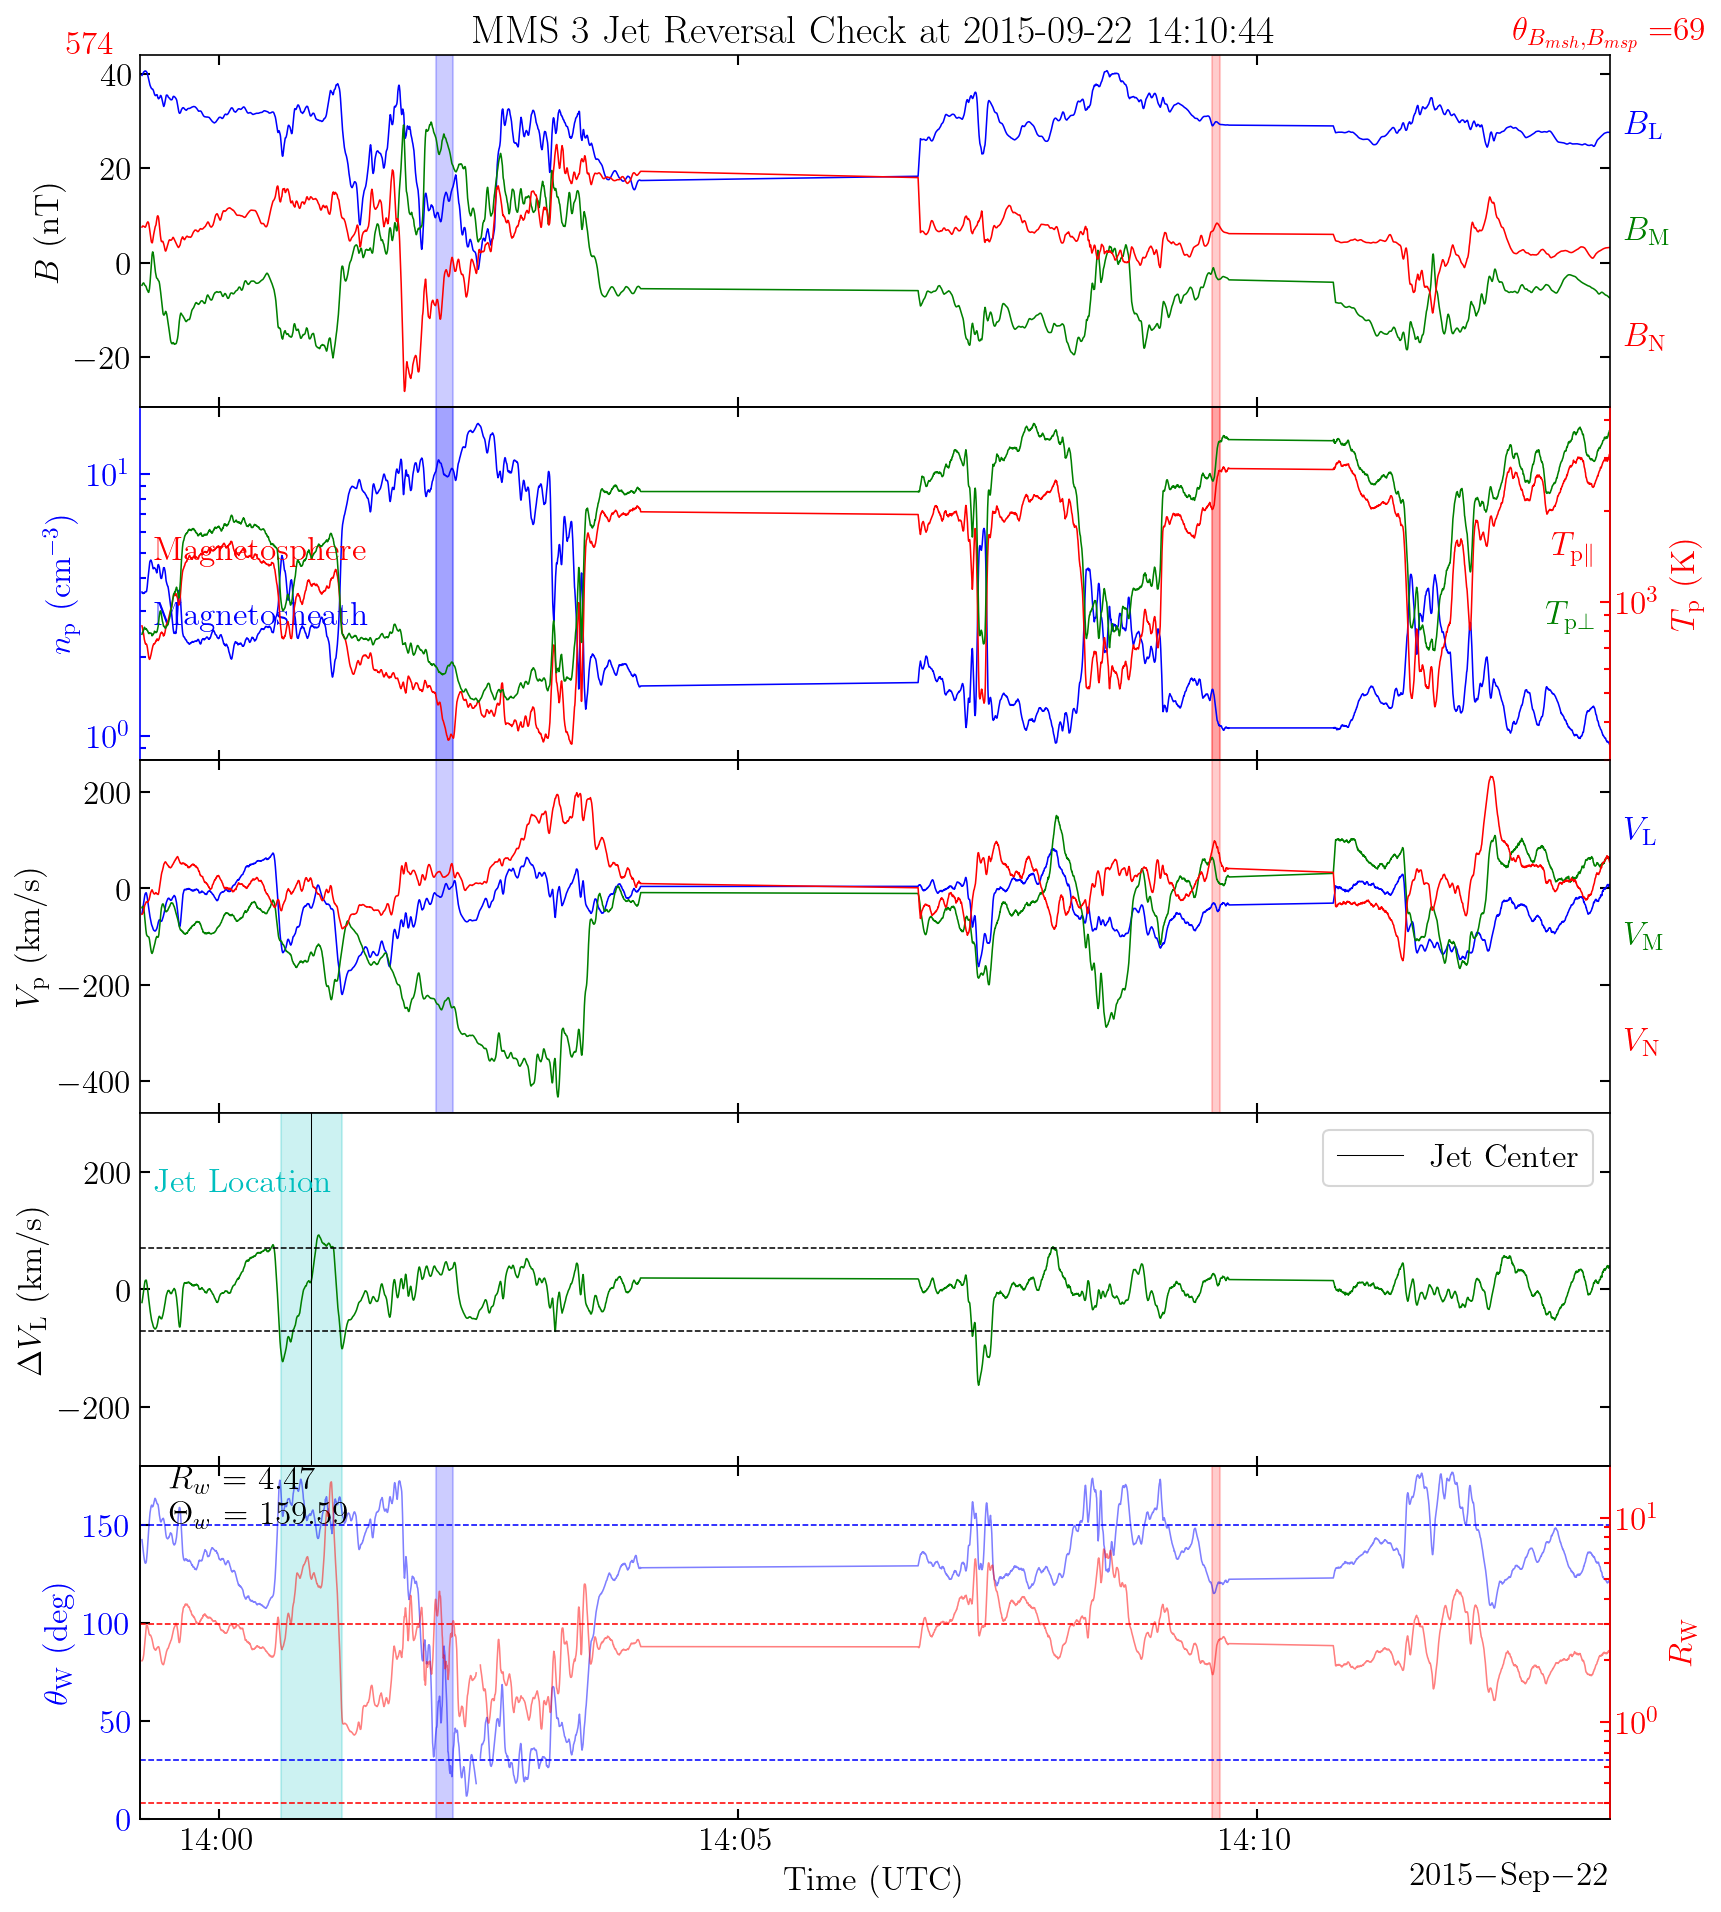 MMS 3 Jet Reversal Check at 2015-09-22 14:10:44
574
θ_{B_{msh},B_{msp}} =69
40
20
0
−20
B (nT)
B_L
B_M
B_N
10^1
10^0
n_p (cm^{−3})
Magnetosphere
Magnetosheath
T_{p∥}
T_{p⊥}
10^3
T_p (K)
200
0
−200
−400
V_p (km/s)
V_L
V_M
V_N
200
0
−200
ΔV_L (km/s)
Jet Location
Jet Center
R_w = 4.47
Θ_w = 159.59
150
100
50
0
θ_W (deg)
10^1
10^0
R_W
14:00
14:05
14:10
Time (UTC)
2015−Sep−22